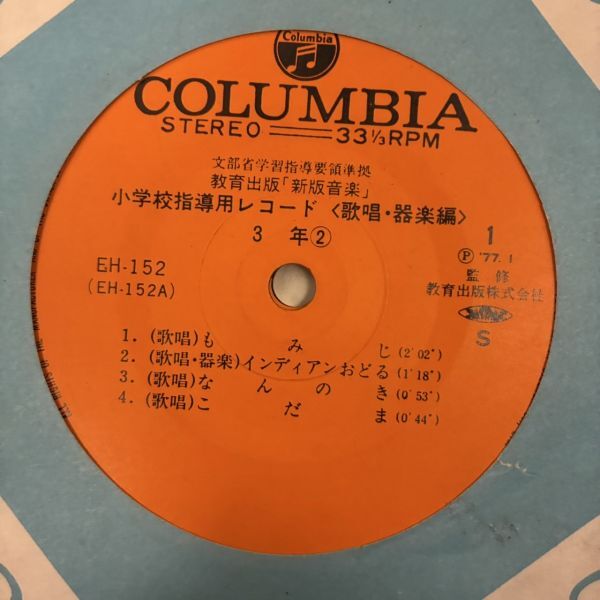 Columbia
COLUMBIA
STEREO 33⅓RPM
文部省学習指導要領準拠
教育出版「新版音楽」
小学校指導用レコード〈歌唱・器楽編〉
3 年②
1
EH-152
(EH-152A)
Ⓟ '77.1
監修
教育出版株式会社
S
1. (歌唱)もみじ(2'02")
2. (歌唱・器楽)インディアンおどる(1'18")
3. (歌唱)なんのき(0'53")
4. (歌唱)こだま(0'44")